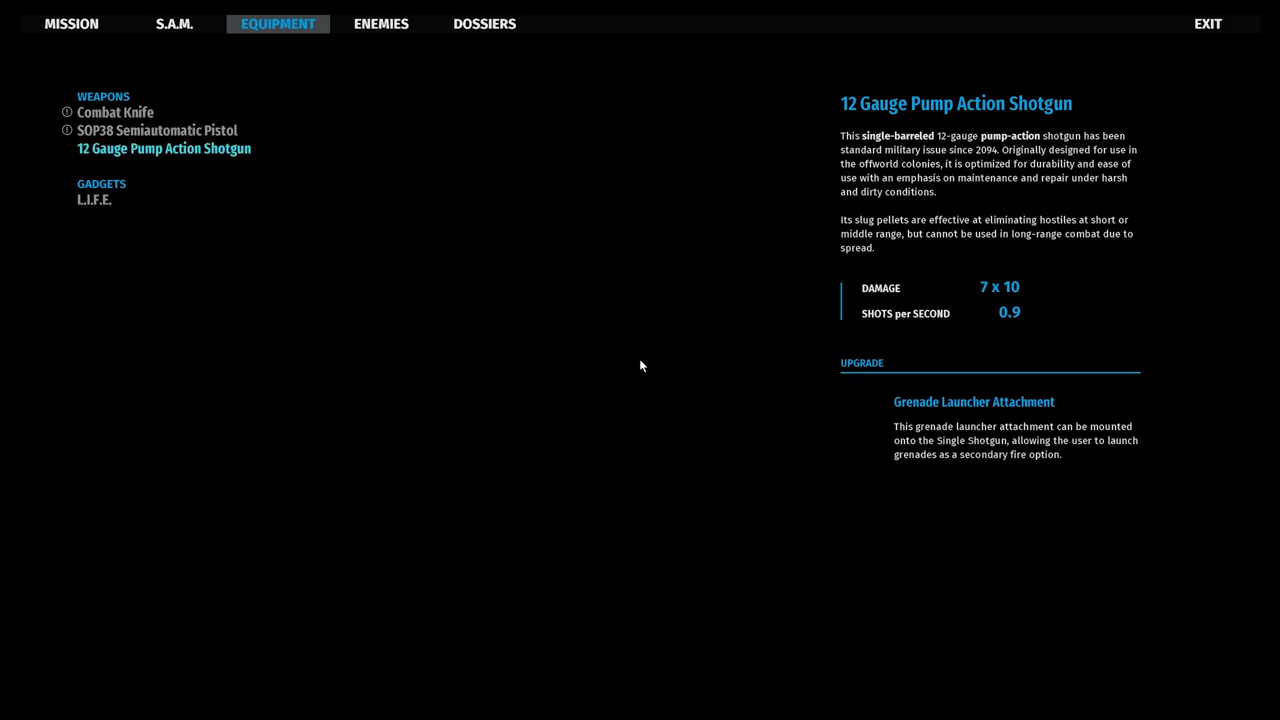 MISSION S.A.M. EQUIPMENT ENEMIES DOSSIERS EXIT
WEAPONS
Combat Knife
SOP38 Semiautomatic Pistol
12 Gauge Pump Action Shotgun
GADGETS
L.I.F.E.
12 Gauge Pump Action Shotgun
This single-barreled 12-gauge pump-action shotgun has been
standard military issue since 2094. Originally designed for use in
the offworld colonies, it is optimized for durability and ease of
use with an emphasis on maintenance and repair under harsh
and dirty conditions.
Its slug pellets are effective at eliminating hostiles at short or
middle range, but cannot be used in long-range combat due to
spread.
DAMAGE 7 x 10
SHOTS per SECOND 0.9
UPGRADE
Grenade Launcher Attachment
This grenade launcher attachment can be mounted
onto the Single Shotgun, allowing the user to launch
grenades as a secondary fire option.